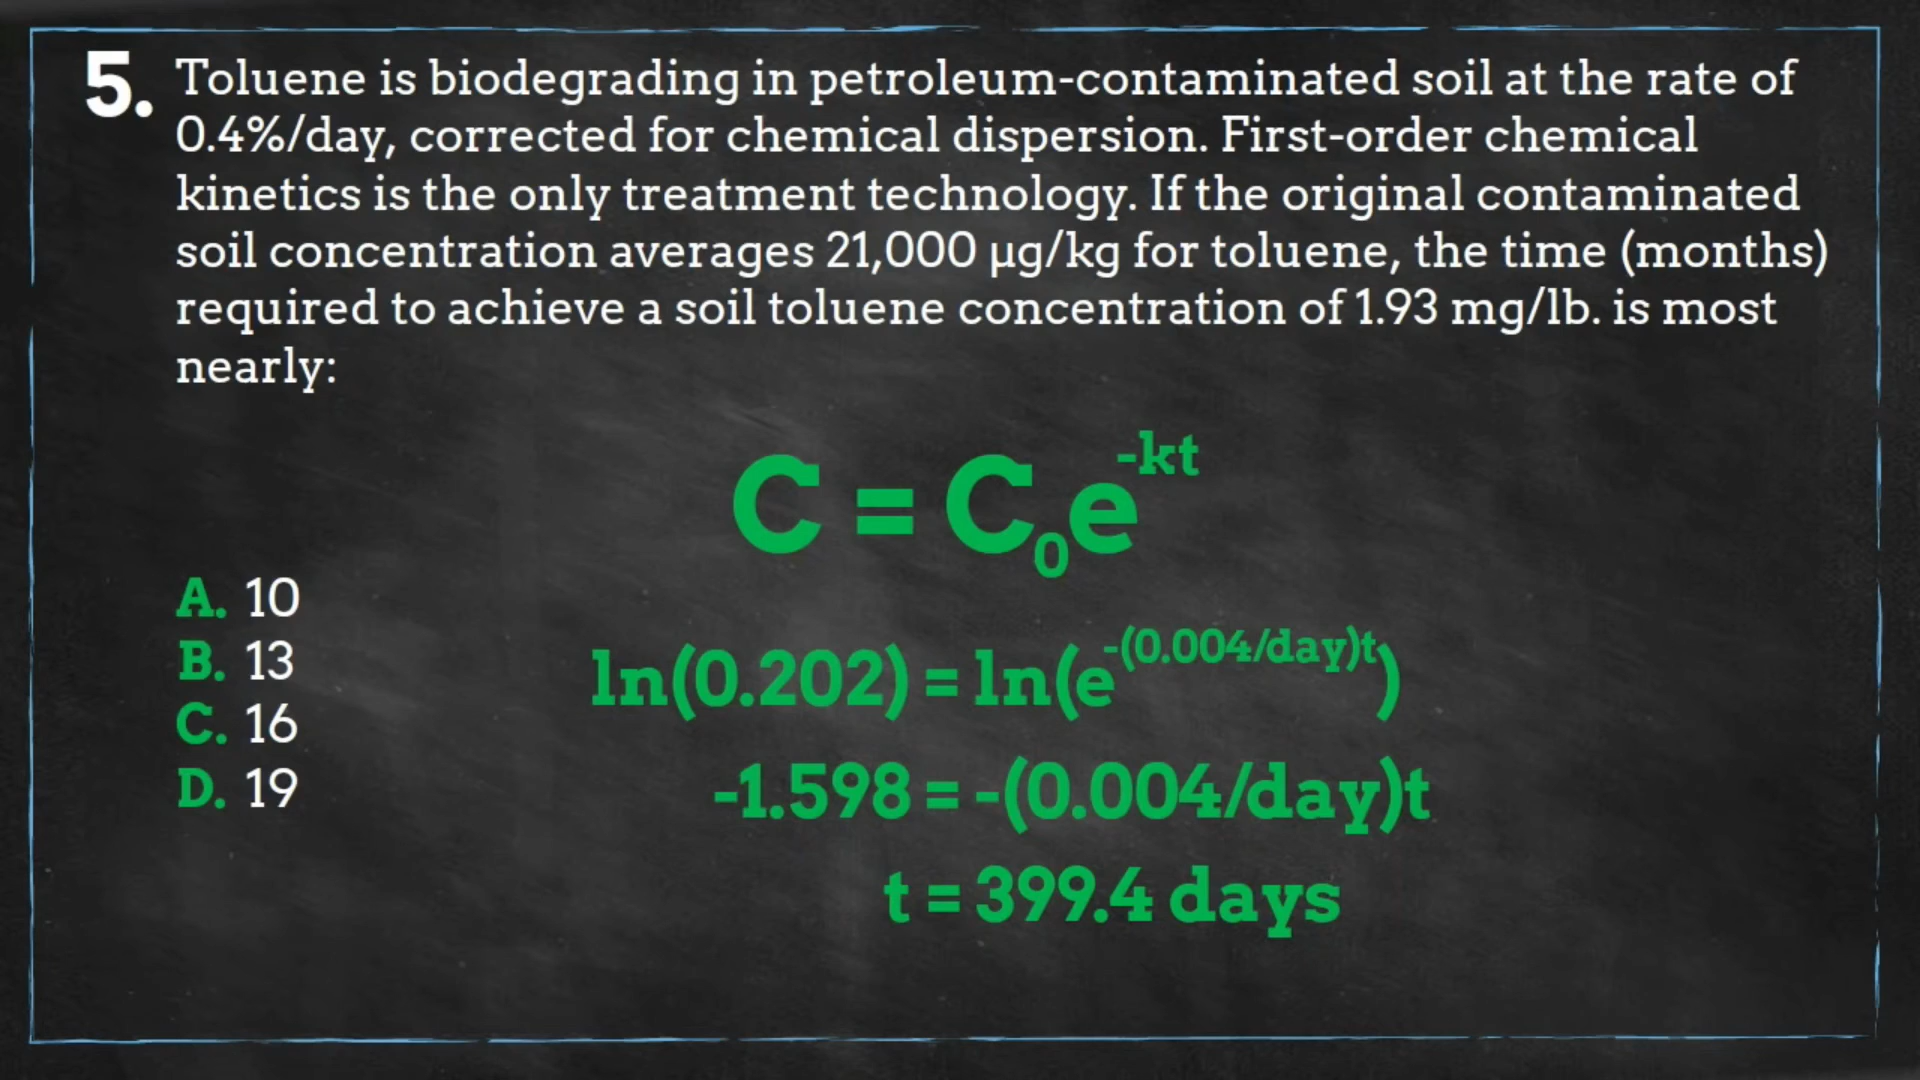 5. Toluene is biodegrading in petroleum-contaminated soil at the rate of
0.4%/day, corrected for chemical dispersion. First-order chemical
kinetics is the only treatment technology. If the original contaminated
soil concentration averages 21,000 µg/kg for toluene, the time (months)
required to achieve a soil toluene concentration of 1.93 mg/lb. is most
nearly:
C = C₀e^-kt
A. 10
B. 13
C. 16
D. 19
ln(0.202) = ln(e^-(0.004/day)t)
-1.598 = -(0.004/day)t
t = 399.4 days